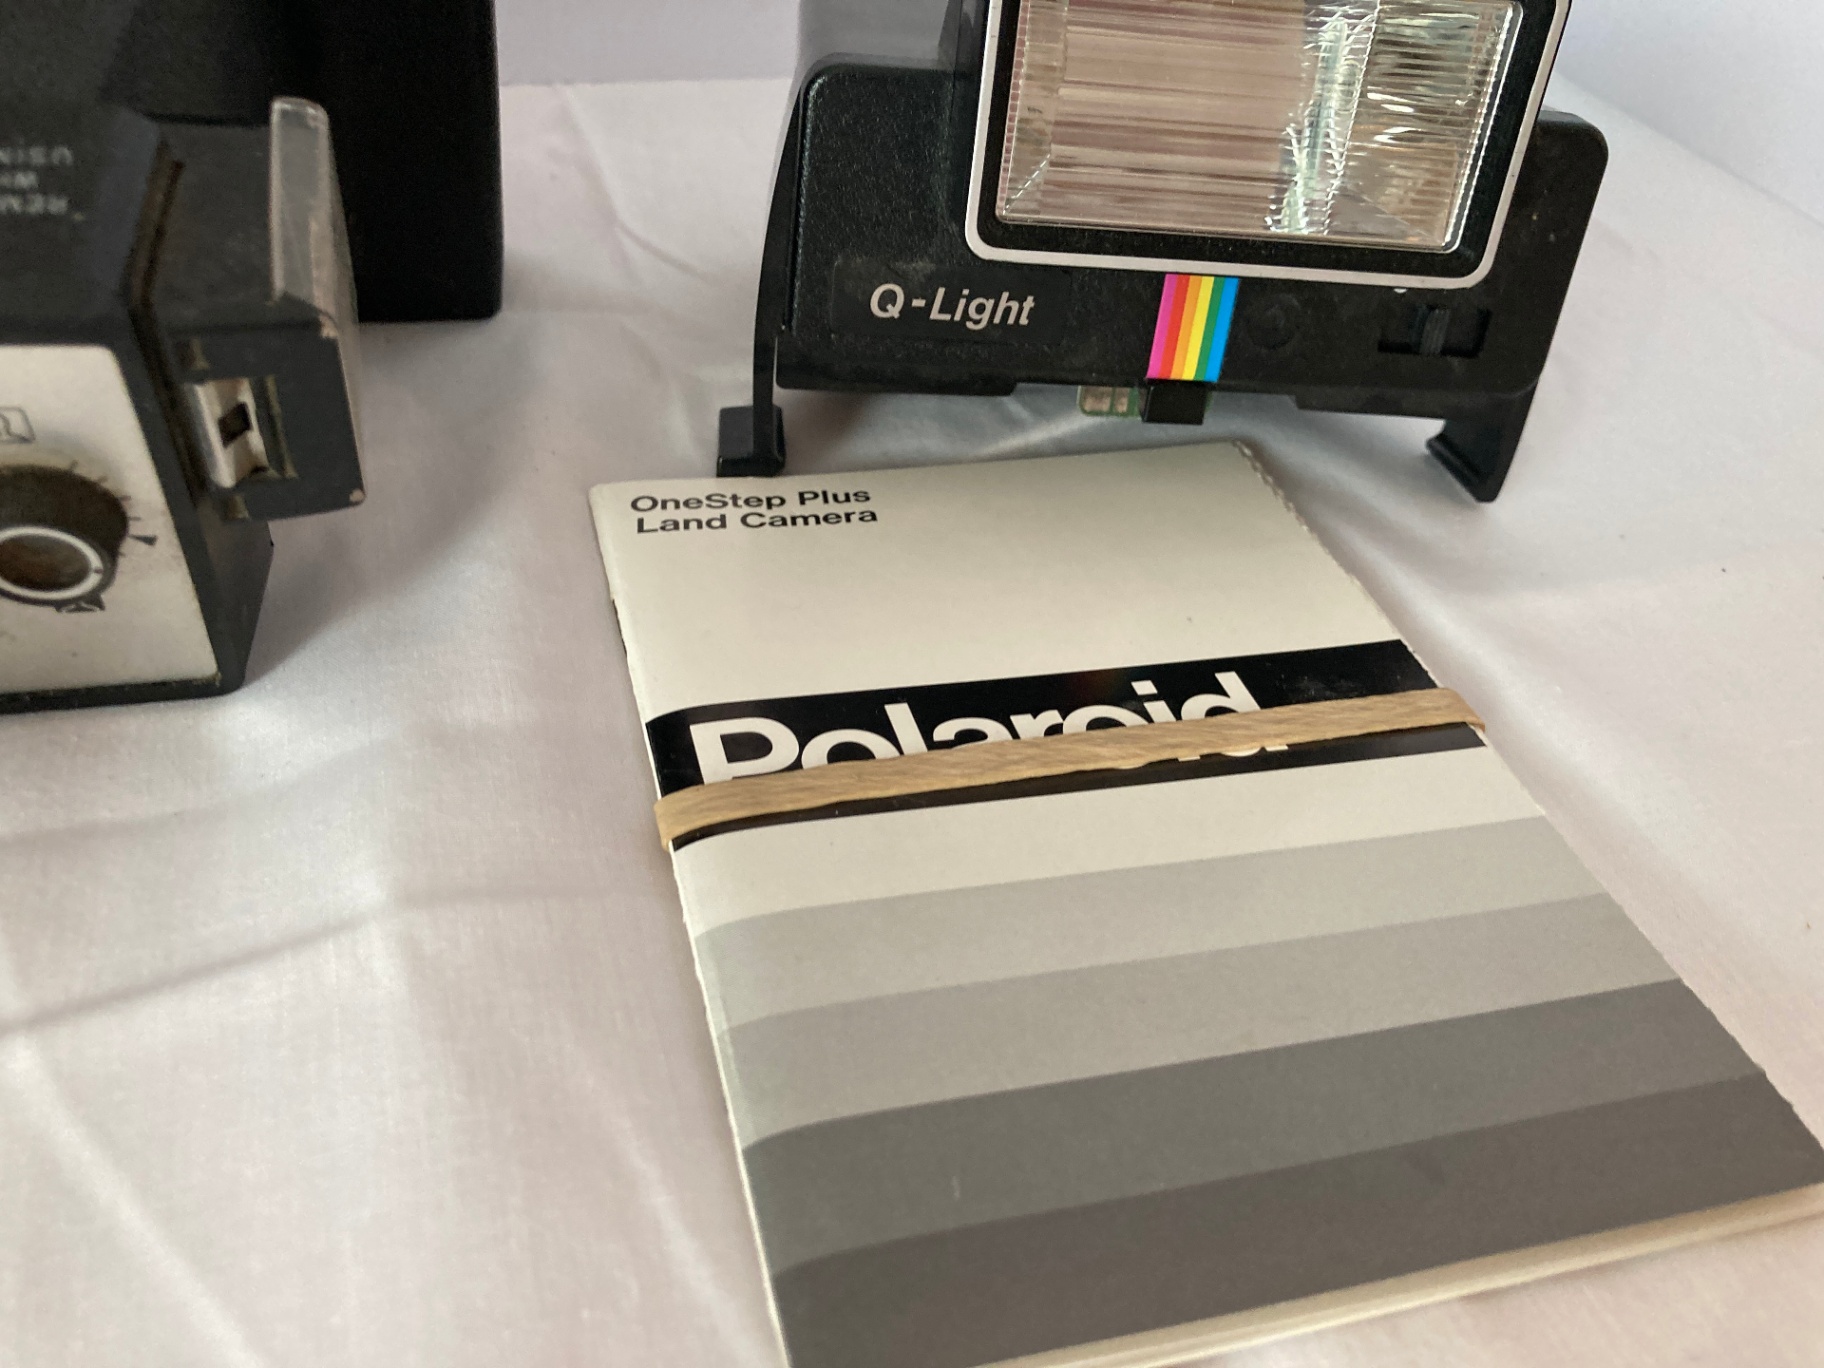 Q-Light
OneStep Plus
Land Camera
Polaroid